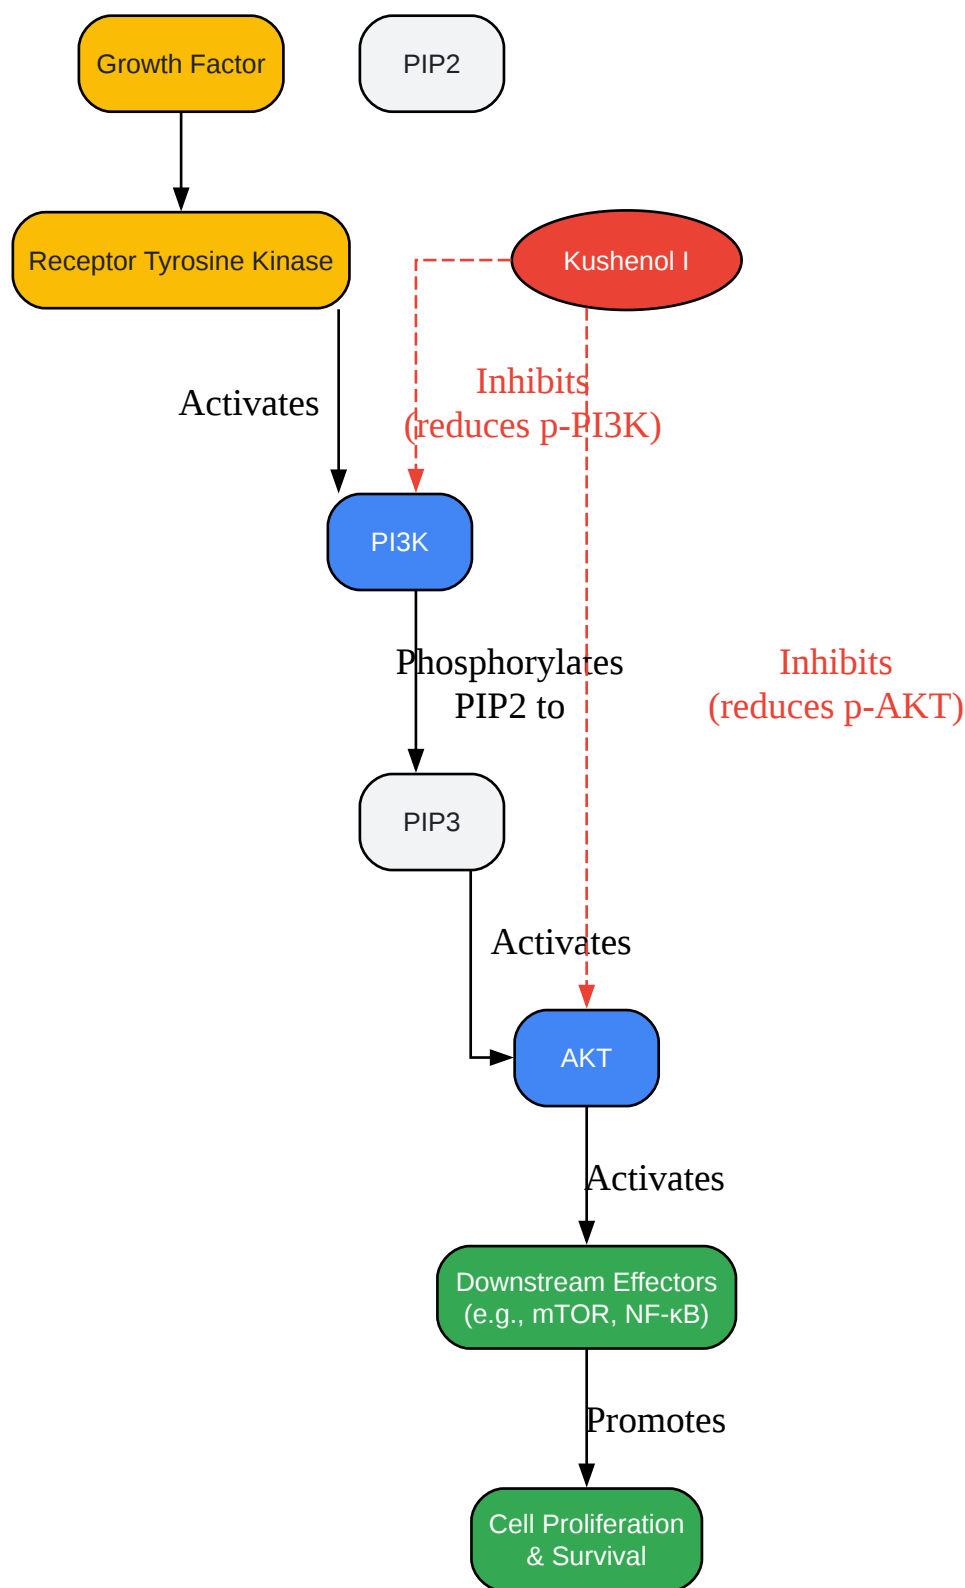 Growth Factor
PIP2
Receptor Tyrosine Kinase
Kushenol I
Activates
Inhibits
(reduces p-PI3K)
PI3K
Phosphorylates
PIP2 to
Inhibits
(reduces p-AKT)
PIP3
Activates
AKT
Activates
Downstream Effectors
(e.g., mTOR, NF-κB)
Promotes
Cell Proliferation
& Survival